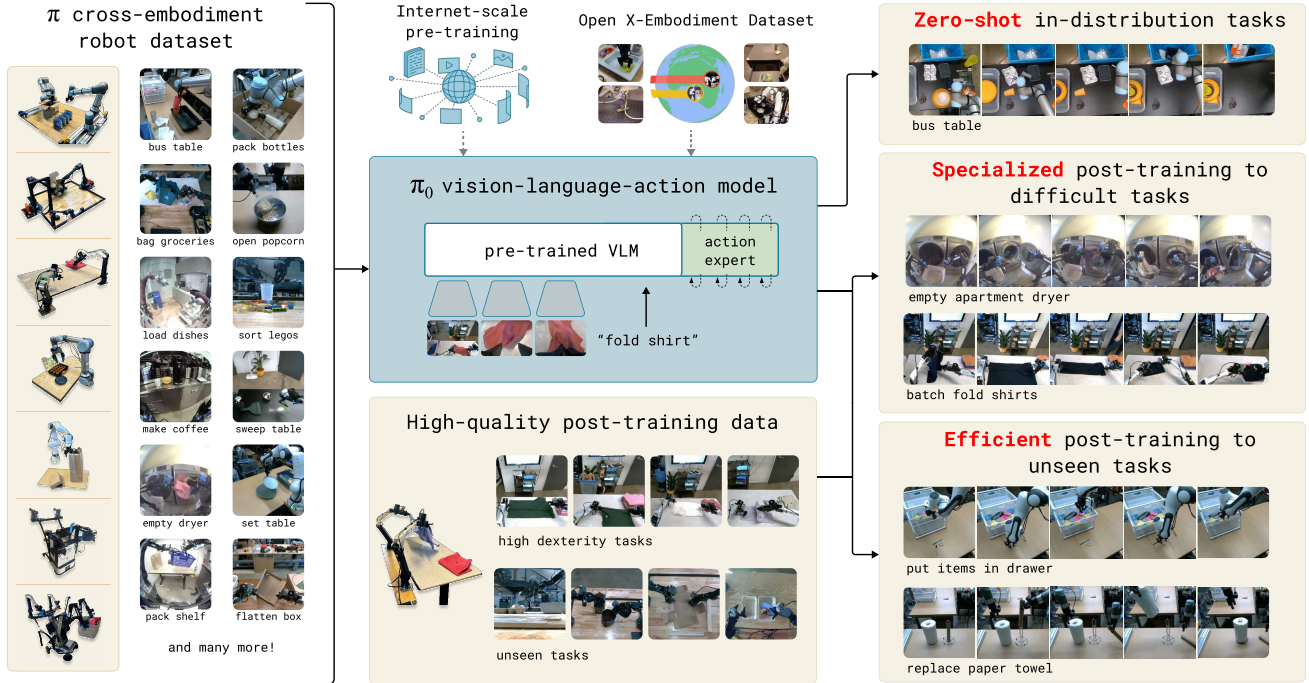 π cross-embodiment
robot dataset
bus table
pack bottles
bag groceries
open popcorn
load dishes
sort legos
make coffee
sweep table
empty dryer
set table
pack shelf
flatten box
and many more!
Internet-scale
pre-training
Open X-Embodiment Dataset
π₀ vision-language-action model
pre-trained VLM
action
expert
“fold shirt”
High-quality post-training data
high dexterity tasks
unseen tasks
Zero-shot in-distribution tasks
bus table
Specialized post-training to
difficult tasks
empty apartment dryer
batch fold shirts
Efficient post-training to
unseen tasks
put items in drawer
replace paper towel